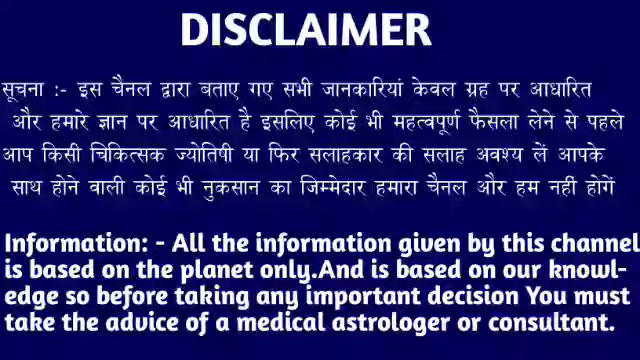 DISCLAIMER
सूचना :- इस चैनल द्वारा बताए गए सभी जानकारियां केवल ग्रह पर आधारित
और हमारे ज्ञान पर आधारित है इसलिए कोई भी महत्वपूर्ण फैसला लेने से पहले
आप किसी चिकित्सक ज्योतिषी या फिर सलाहकार की सलाह अवश्य लें आपके
साथ होने वाली कोई भी नुकसान का जिम्मेदार हमारा चैनल और हम नहीं होगें
Information: - All the information given by this channel
is based on the planet only.And is based on our knowl-
edge so before taking any important decision You must
take the advice of a medical astrologer or consultant.